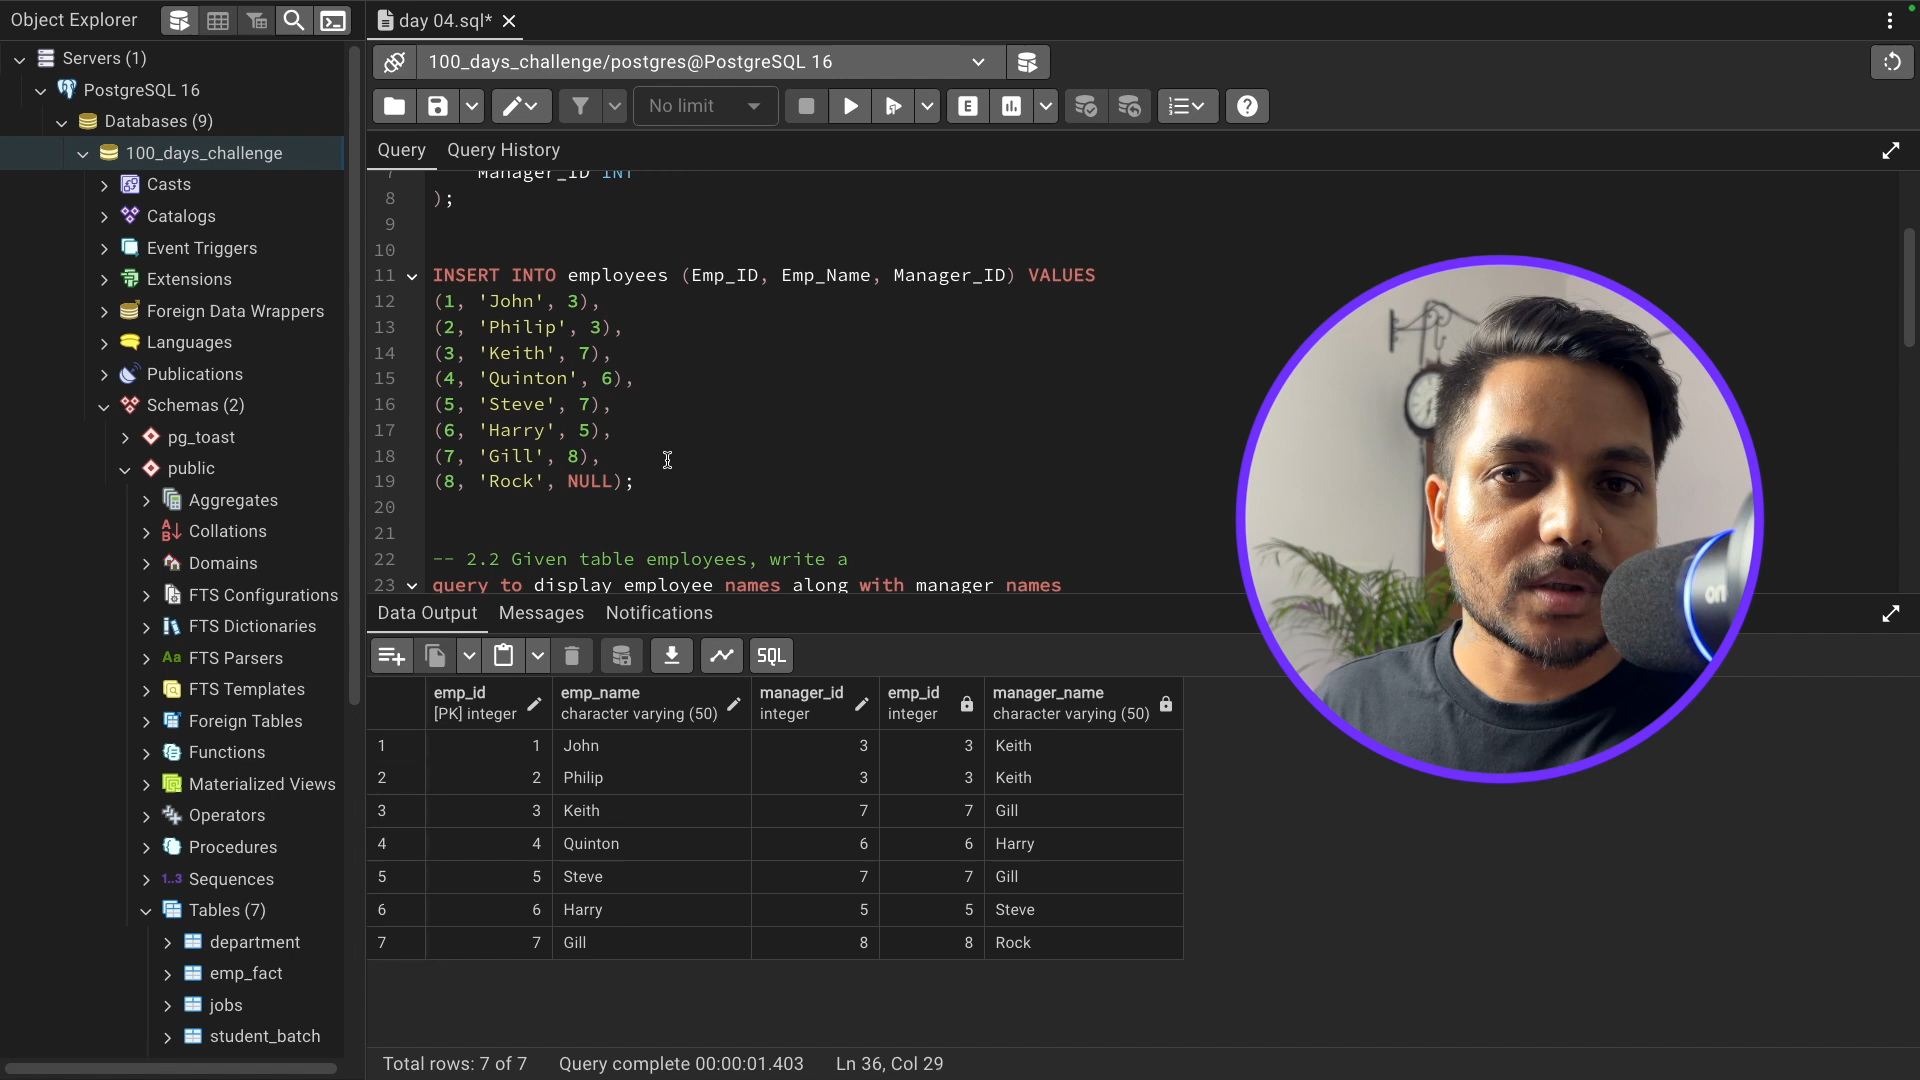 Object Explorer
Servers (1)
PostgreSQL 16
Databases (9)
100_days_challenge
Casts
Catalogs
Event Triggers
Extensions
Foreign Data Wrappers
Languages
Publications
Schemas (2)
pg_toast
public
Aggregates
Collations
Domains
FTS Configurations
FTS Dictionaries
Aa FTS Parsers
FTS Templates
Foreign Tables
Functions
Materialized Views
Operators
Procedures
1..3 Sequences
Tables (7)
department
emp_fact
jobs
student_batch
day 04.sql*
100_days_challenge/postgres@PostgreSQL 16
No limit
E
Query Query History
7 Manager_ID INT
8 );
9
10
11 INSERT INTO employees (Emp_ID, Emp_Name, Manager_ID) VALUES
12 (1, 'John', 3),
13 (2, 'Philip', 3),
14 (3, 'Keith', 7),
15 (4, 'Quinton', 6),
16 (5, 'Steve', 7),
17 (6, 'Harry', 5),
18 (7, 'Gill', 8),
19 (8, 'Rock', NULL);
20
21
22 -- 2.2 Given table employees, write a
23 query to display employee names along with manager names
on
Data Output Messages Notifications
SQL
emp_id emp_name manager_id emp_id manager_name
[PK] integer character varying (50) integer integer character varying (50)
1 1 John 3 3 Keith
2 2 Philip 3 3 Keith
3 3 Keith 7 7 Gill
4 4 Quinton 6 6 Harry
5 5 Steve 7 7 Gill
6 6 Harry 5 5 Steve
7 7 Gill 8 8 Rock
Total rows: 7 of 7 Query complete 00:00:01.403 Ln 36, Col 29